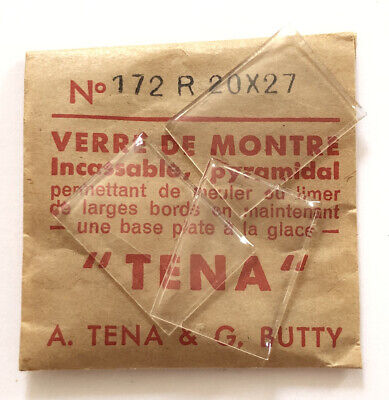 No 172 R 20X27
VERRE DE MONTRE
Incassable, pyramidal
permettant de meuler ou limer
de larges bords en maintenant
une base plate à la glace
"TENA"
A. TENA & G. BUTTY